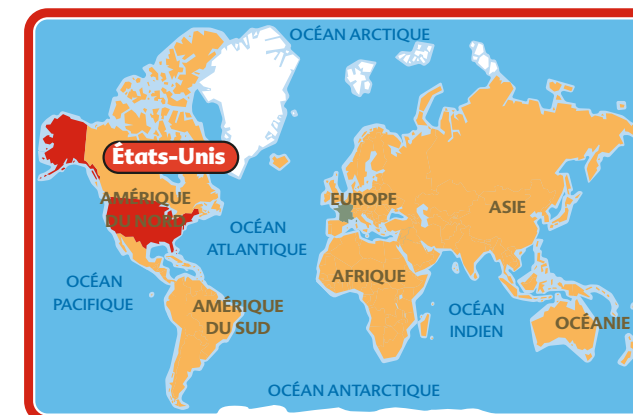 OCÉAN ARCTIQUE
États-Unis
AMÉRIQUE
DU NORD
EUROPE
ASIE
OCÉAN
ATLANTIQUE
OCÉAN
PACIFIQUE
AFRIQUE
AMÉRIQUE
DU SUD
OCÉAN
INDIEN
OCÉANIE
OCÉAN ANTARCTIQUE